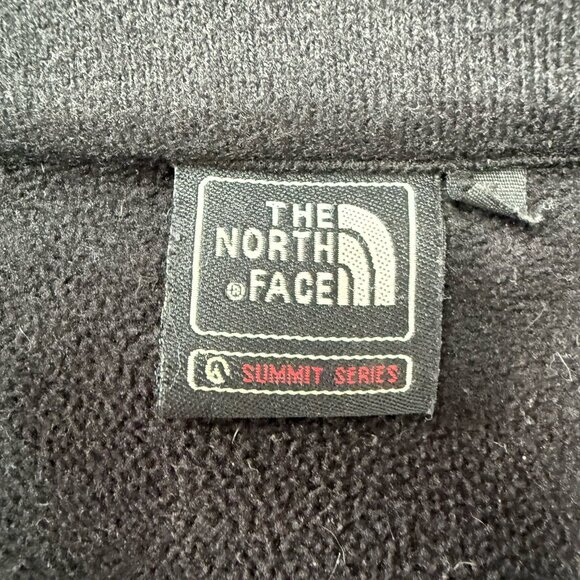 THE
NORTH
® FACE
SUMMIT SERIES